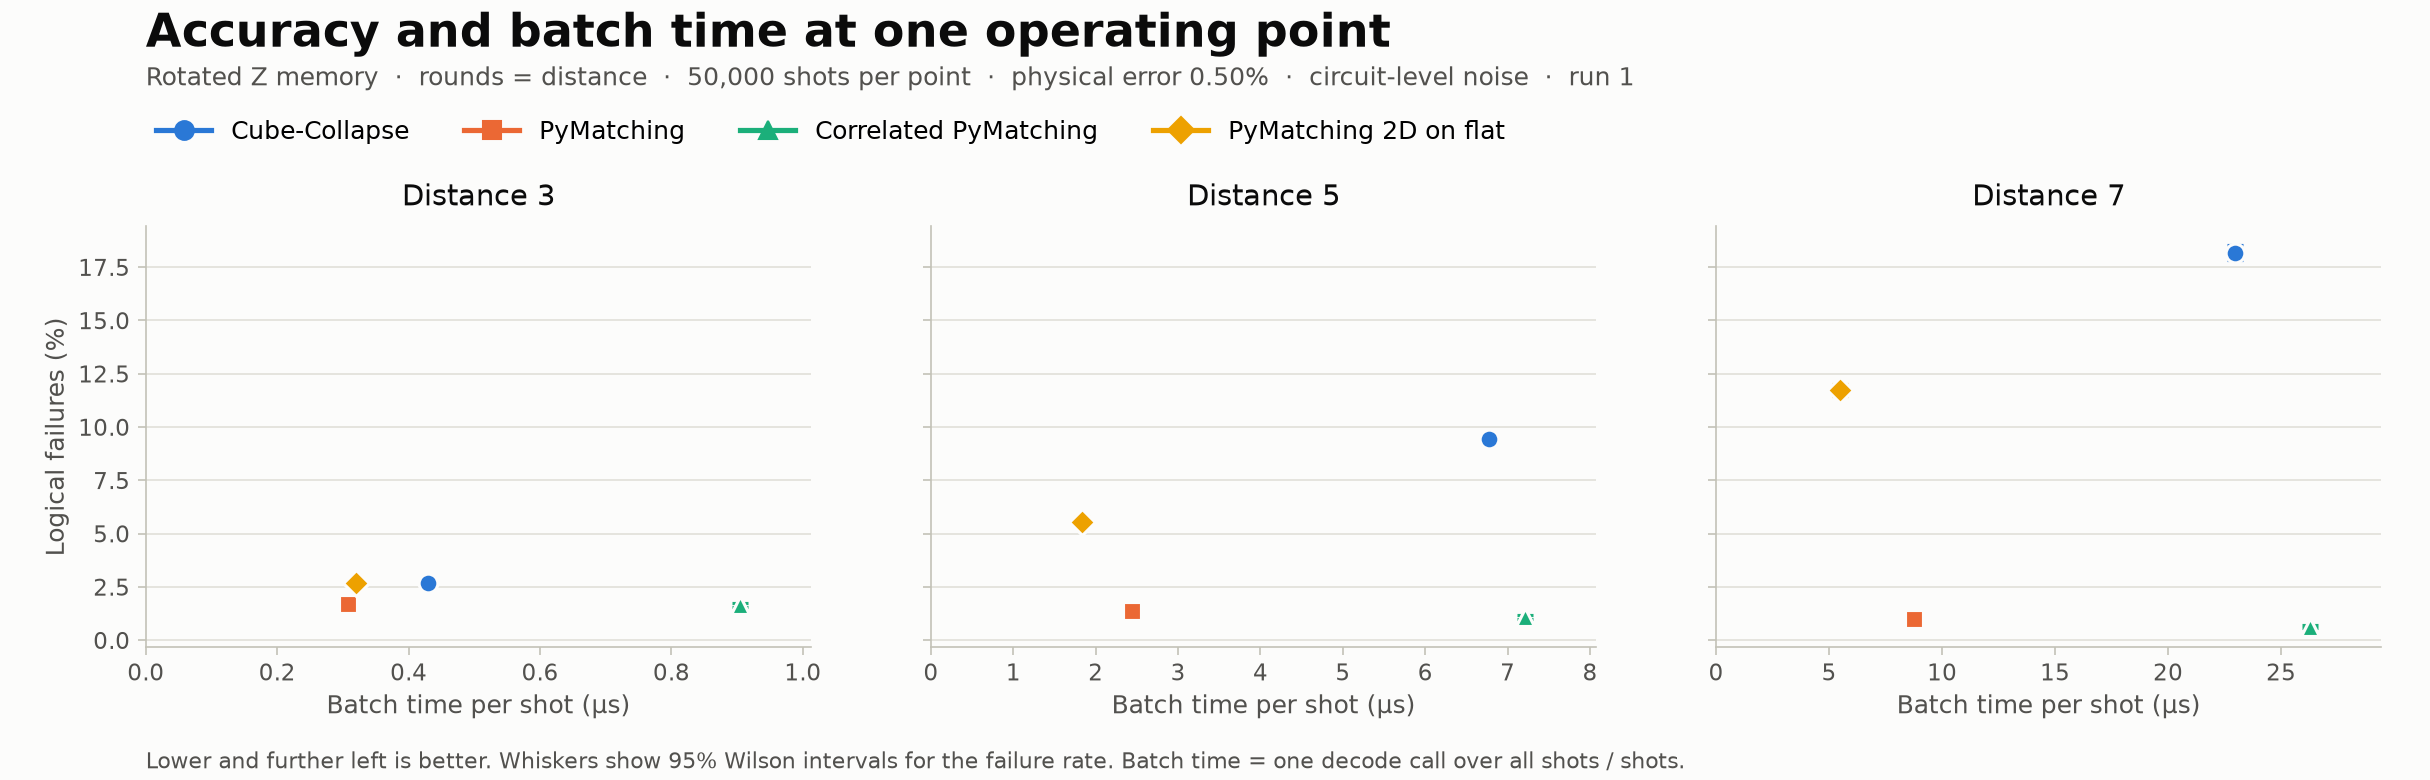 Accuracy and batch time at one operating point
Rotated Z memory · rounds = distance · 50,000 shots per point · physical error 0.50% · circuit-level noise · run 1
Cube-Collapse PyMatching Correlated PyMatching PyMatching 2D on flat
Distance 3
Distance 5
Distance 7
Logical failures (%)
17.5
15.0
12.5
10.0
7.5
5.0
2.5
0.0
0.0 0.2 0.4 0.6 0.8 1.0
0 1 2 3 4 5 6 7 8
0 5 10 15 20 25
Batch time per shot (µs)
Batch time per shot (µs)
Batch time per shot (µs)
Lower and further left is better. Whiskers show 95% Wilson intervals for the failure rate. Batch time = one decode call over all shots / shots.